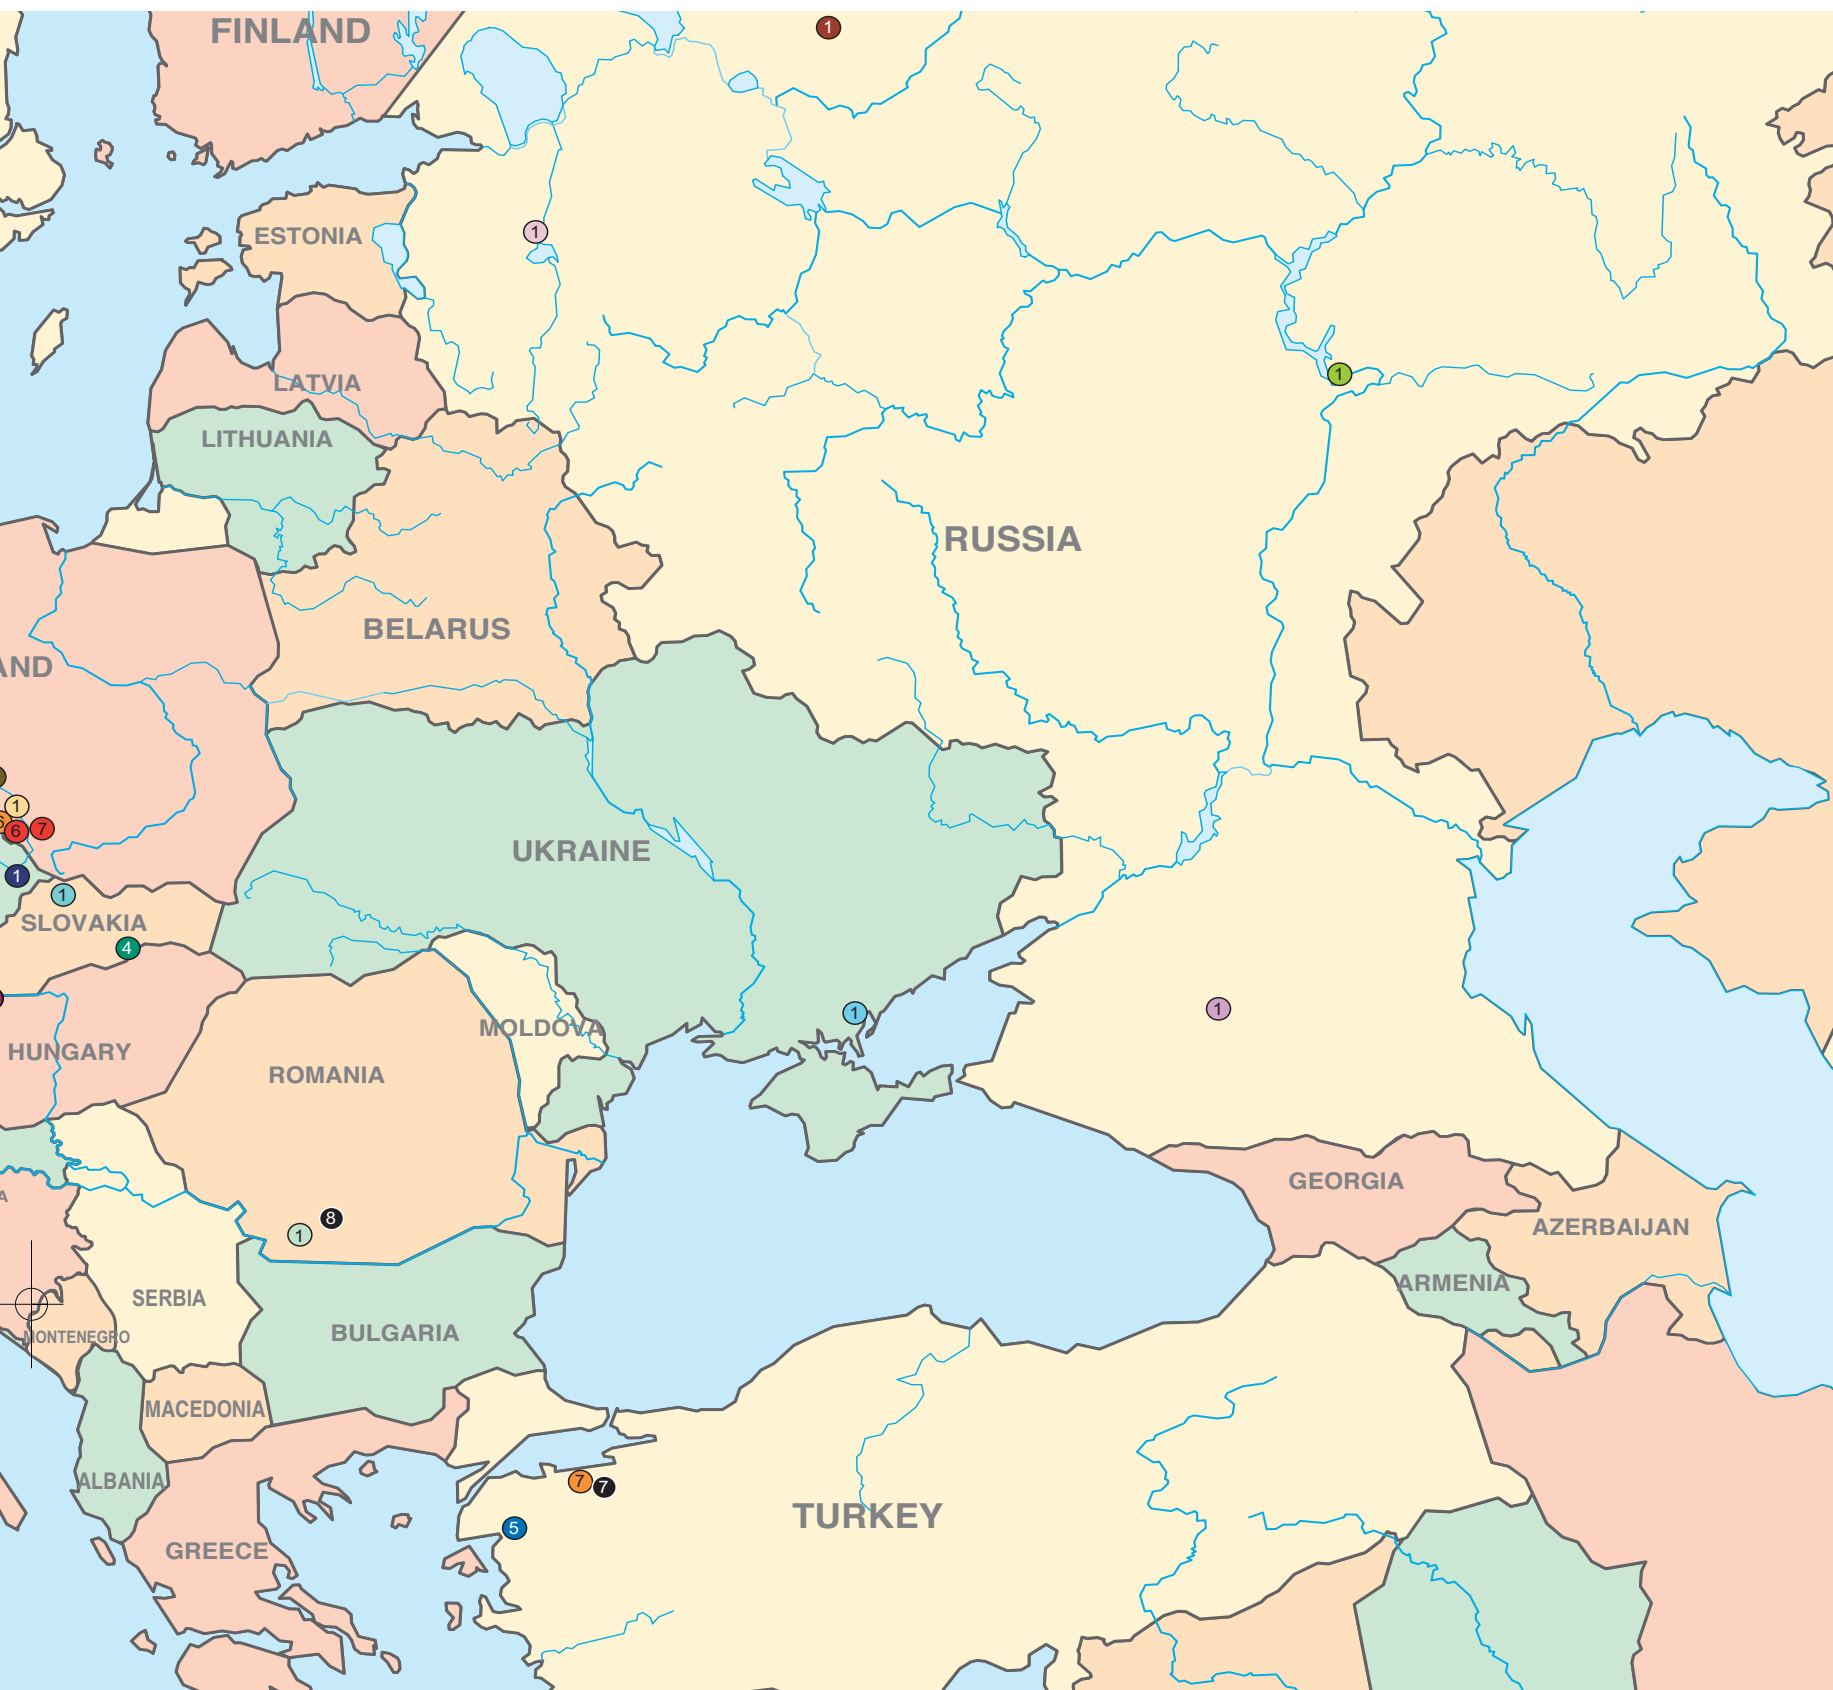 FINLAND
1
1
ESTONIA
1
LATVIA
LITHUANIA
RUSSIA
BELARUS
AND
1
6
6
7
UKRAINE
1
1
SLOVAKIA
4
1
1
MOLDOVA
HUNGARY
ROMANIA
GEORGIA
A
8
1
AZERBAIJAN
ARMENIA
SERBIA
BULGARIA
MONTENEGRO
MACEDONIA
ALBANIA
7
7
TURKEY
5
GREECE